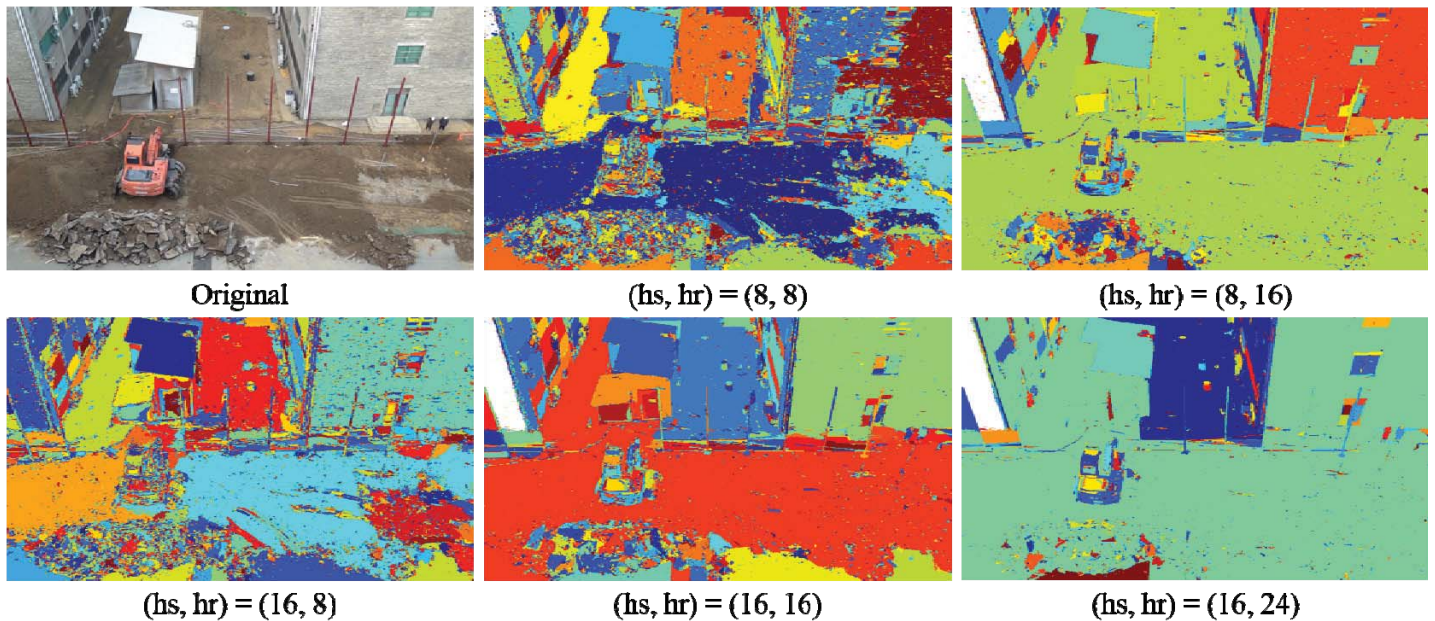 Original
(hs, hr) = (8, 8)
(hs, hr) = (8, 16)
(hs, hr) = (16, 8)
(hs, hr) = (16, 16)
(hs, hr) = (16, 24)